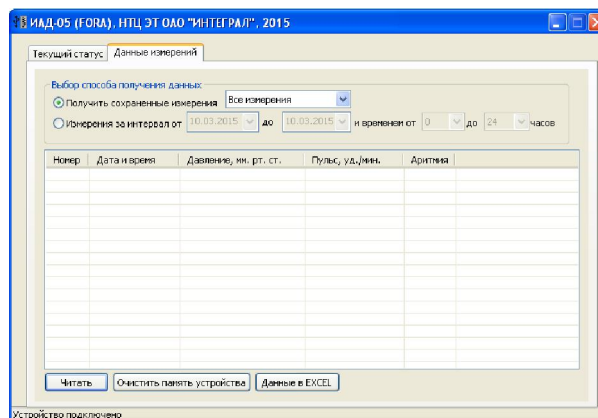 ИАД-05 (FORA), НТЦ ЭТ ОАО "ИНТЕГРАЛ", 2015
Текущий статус Данные измерений
Выбор способа получения данных
Получить сохраненные измерения Все измерения
Измерения за интервал от 10.03.2015 до 10.03.2015 и временем от 0 до 24 часов
Номер Дата и время Давление, мм. рт. ст. Пульс, уд./мин. Аритмия
Читать Очистить память устройства Данные в EXCEL
Устройство подключено